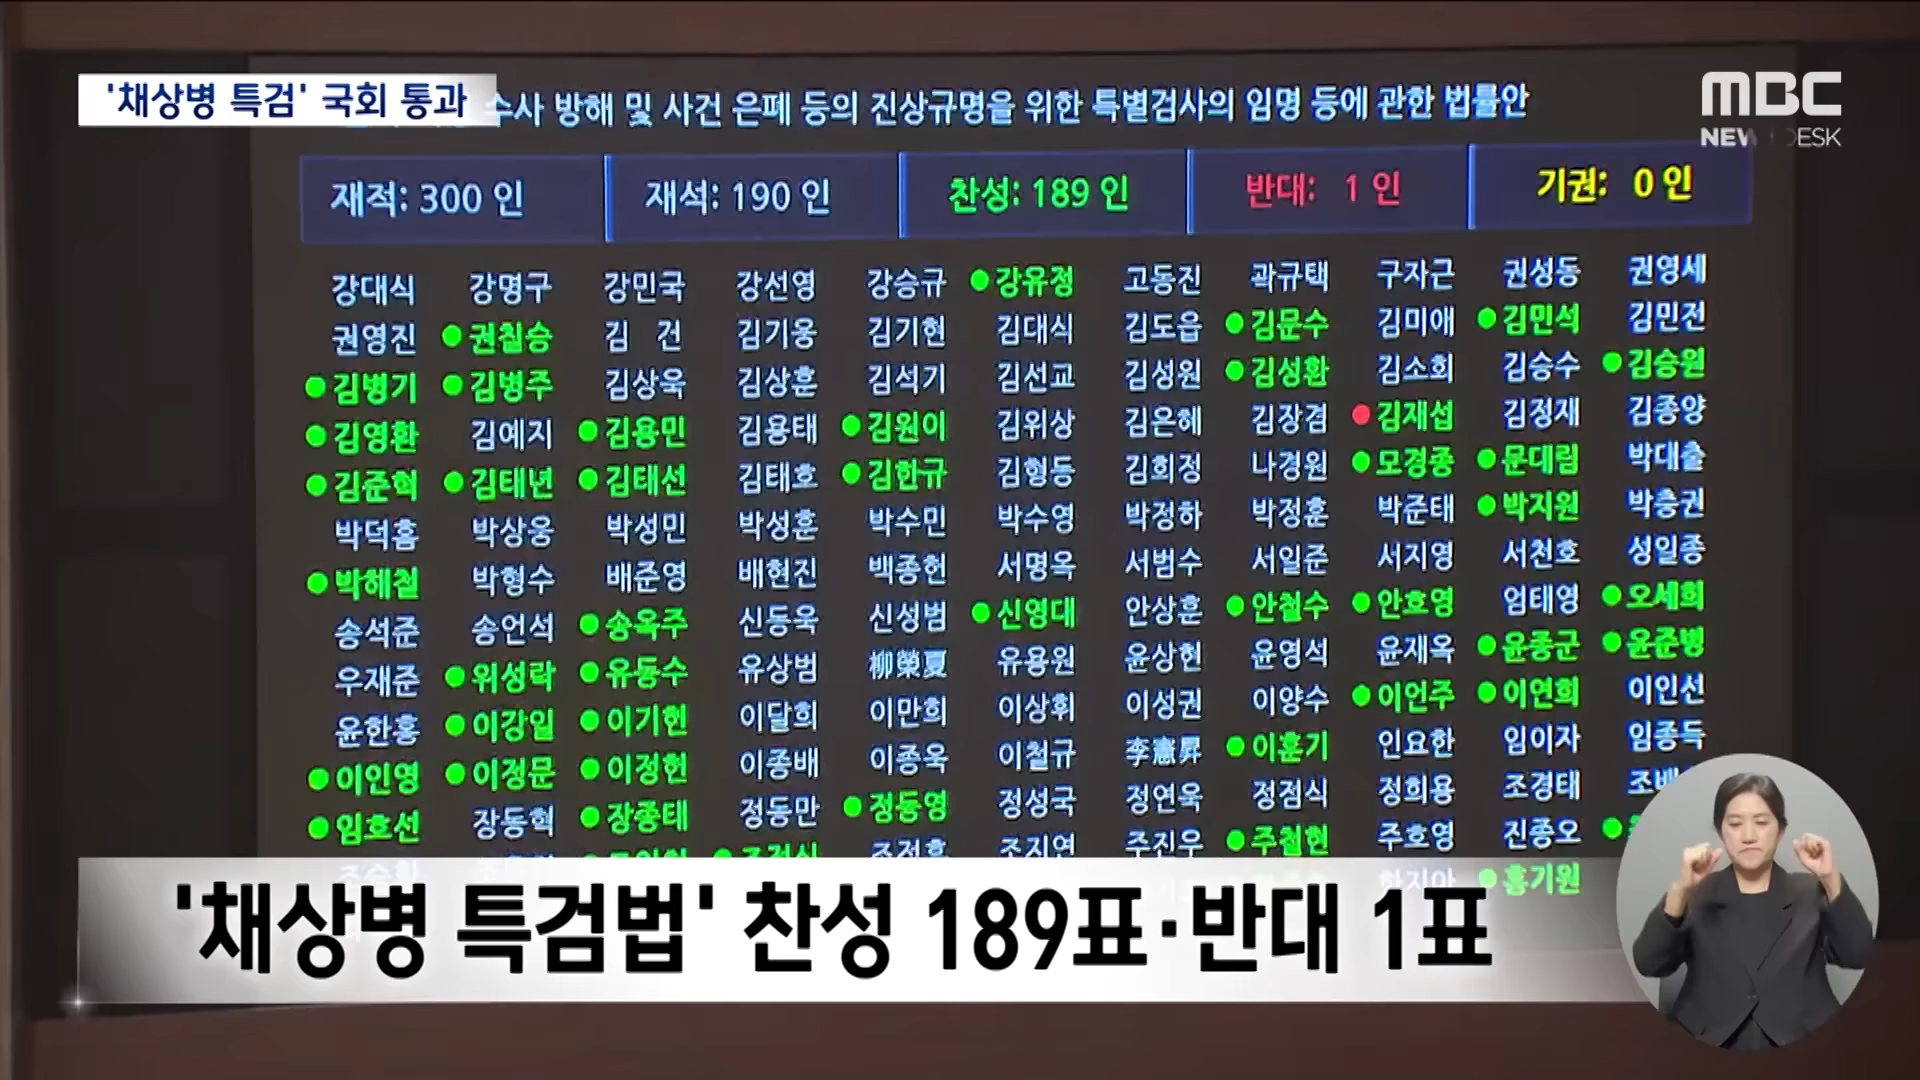 '채상병 특검' 국회 통과
수사 방해 및 사건 은폐 등의 진상규명을 위한 특별검사의 임명 등에 관한 법률안
MBC
NEWSDESK
재적: 300 인 재석: 190 인 찬성: 189 인 반대: 1 인 기권: 0 인
강대식 강명구 강민국 강선영 강승규 강유정 고동진 곽규택 구자근 권성동 권영세
권영진 권칠승 김 건 김기웅 김기현 김대식 김도읍 김문수 김미애 김민석 김민전
김병기 김병주 김상욱 김상훈 김석기 김선교 김성원 김성환 김소희 김승수 김승원
김영환 김예지 김용민 김용태 김원이 김위상 김은혜 김장겸 김재섭 김정재 김종양
김준혁 김태년 김태선 김태호 김한규 김형동 김희정 나경원 모경종 문대림 박대출
박덕흠 박상웅 박성민 박성훈 박수민 박수영 박정하 박정훈 박준태 박지원 박충권
박해철 박형수 배준영 배현진 백종헌 서명옥 서범수 서일준 서지영 서천호 성일종
송석준 송언석 송옥주 신동욱 신성범 신영대 안상훈 안철수 안호영 엄태영 오세희
우재준 위성락 유동수 유상범 柳榮夏 유용원 윤상현 윤영석 윤재옥 윤종군 윤준병
윤한홍 이강일 이기헌 이달희 이만희 이상휘 이성권 이양수 이언주 이연희 이인선
이인영 이정문 이정헌 이종배 이종욱 이철규 李憲昇 이훈기 인요한 임이자 임종득
임호선 장동혁 장종태 정동만 정동영 정성국 정연욱 정점식 정희용 조경태
조지연 주진우 주철현 주호영 진종오
홍기원
'채상병 특검법' 찬성 189표·반대 1표